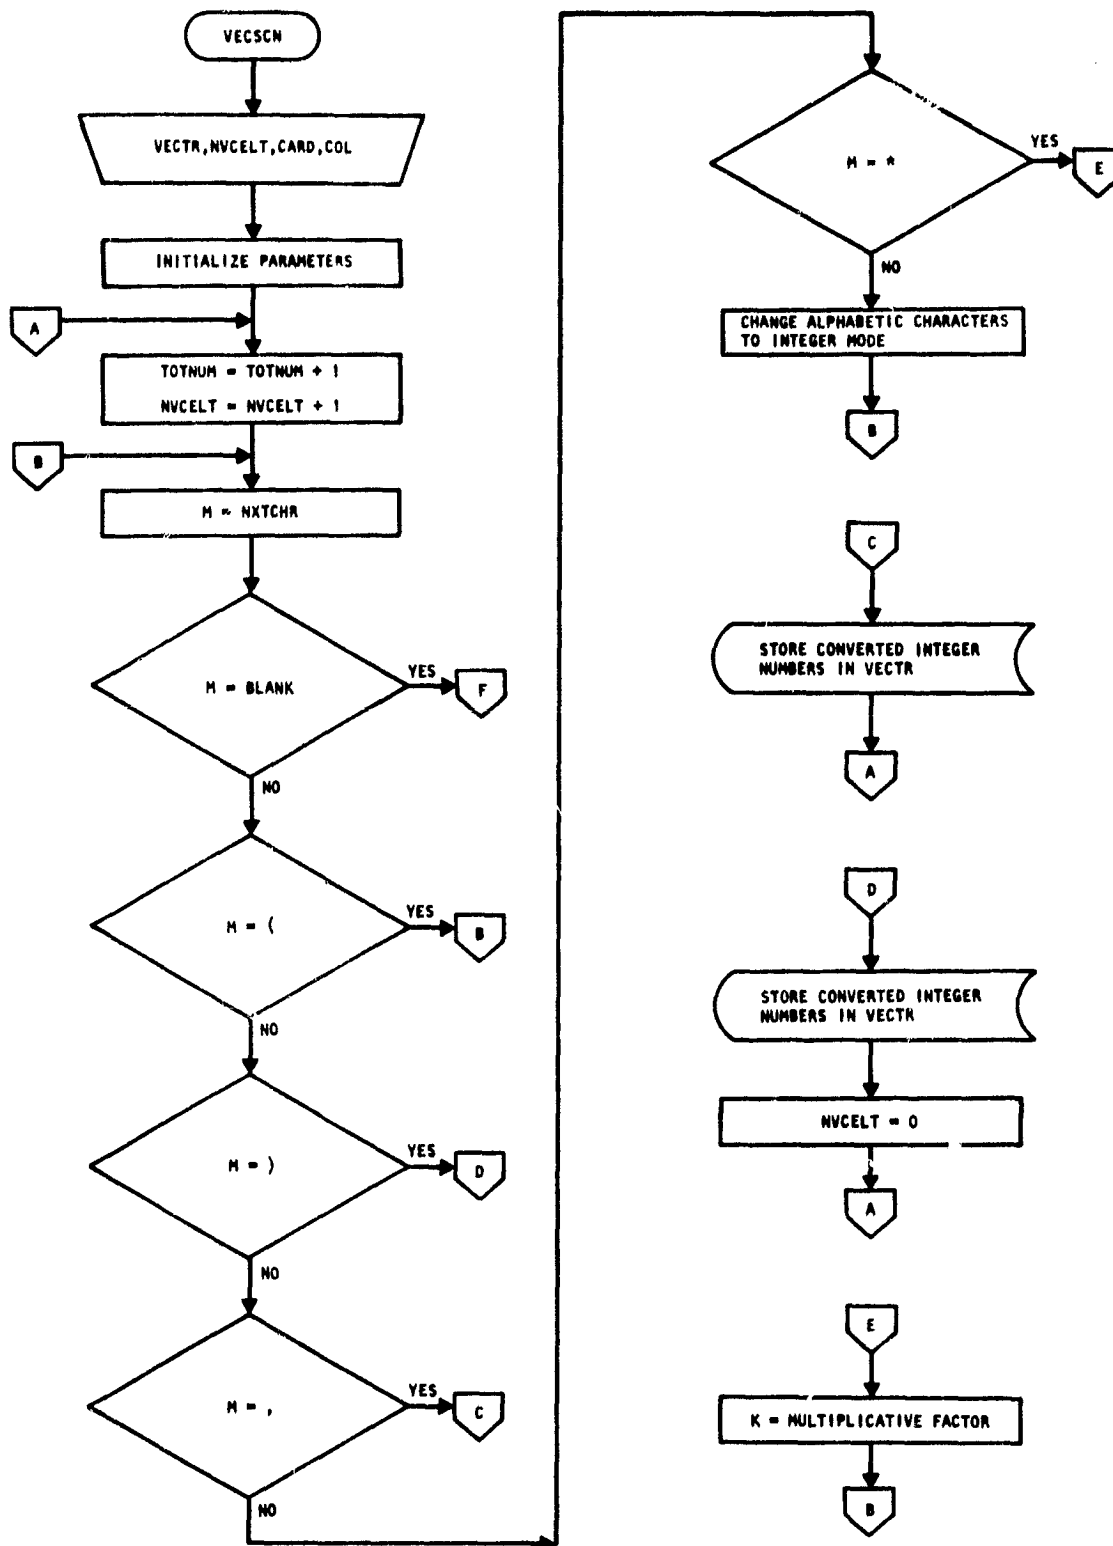 VECSCN
VECTR,NVCELT,CARD,COL
INITIALIZE PARAMETERS
A
TOTNUM = TOTNUM + 1
NVCELT = NVCELT + 1
B
M = NXTCHR
M = BLANK
YES
F
NO
M = (
YES
B
NO
M = )
YES
D
NO
M = ,
YES
C
NO
M = *
YES
E
NO
CHANGE ALPHABETIC CHARACTERS
TO INTEGER MODE
B
C
STORE CONVERTED INTEGER
NUMBERS IN VECTR
A
D
STORE CONVERTED INTEGER
NUMBERS IN VECTR
NVCELT = 0
A
E
K = MULTIPLICATIVE FACTOR
B